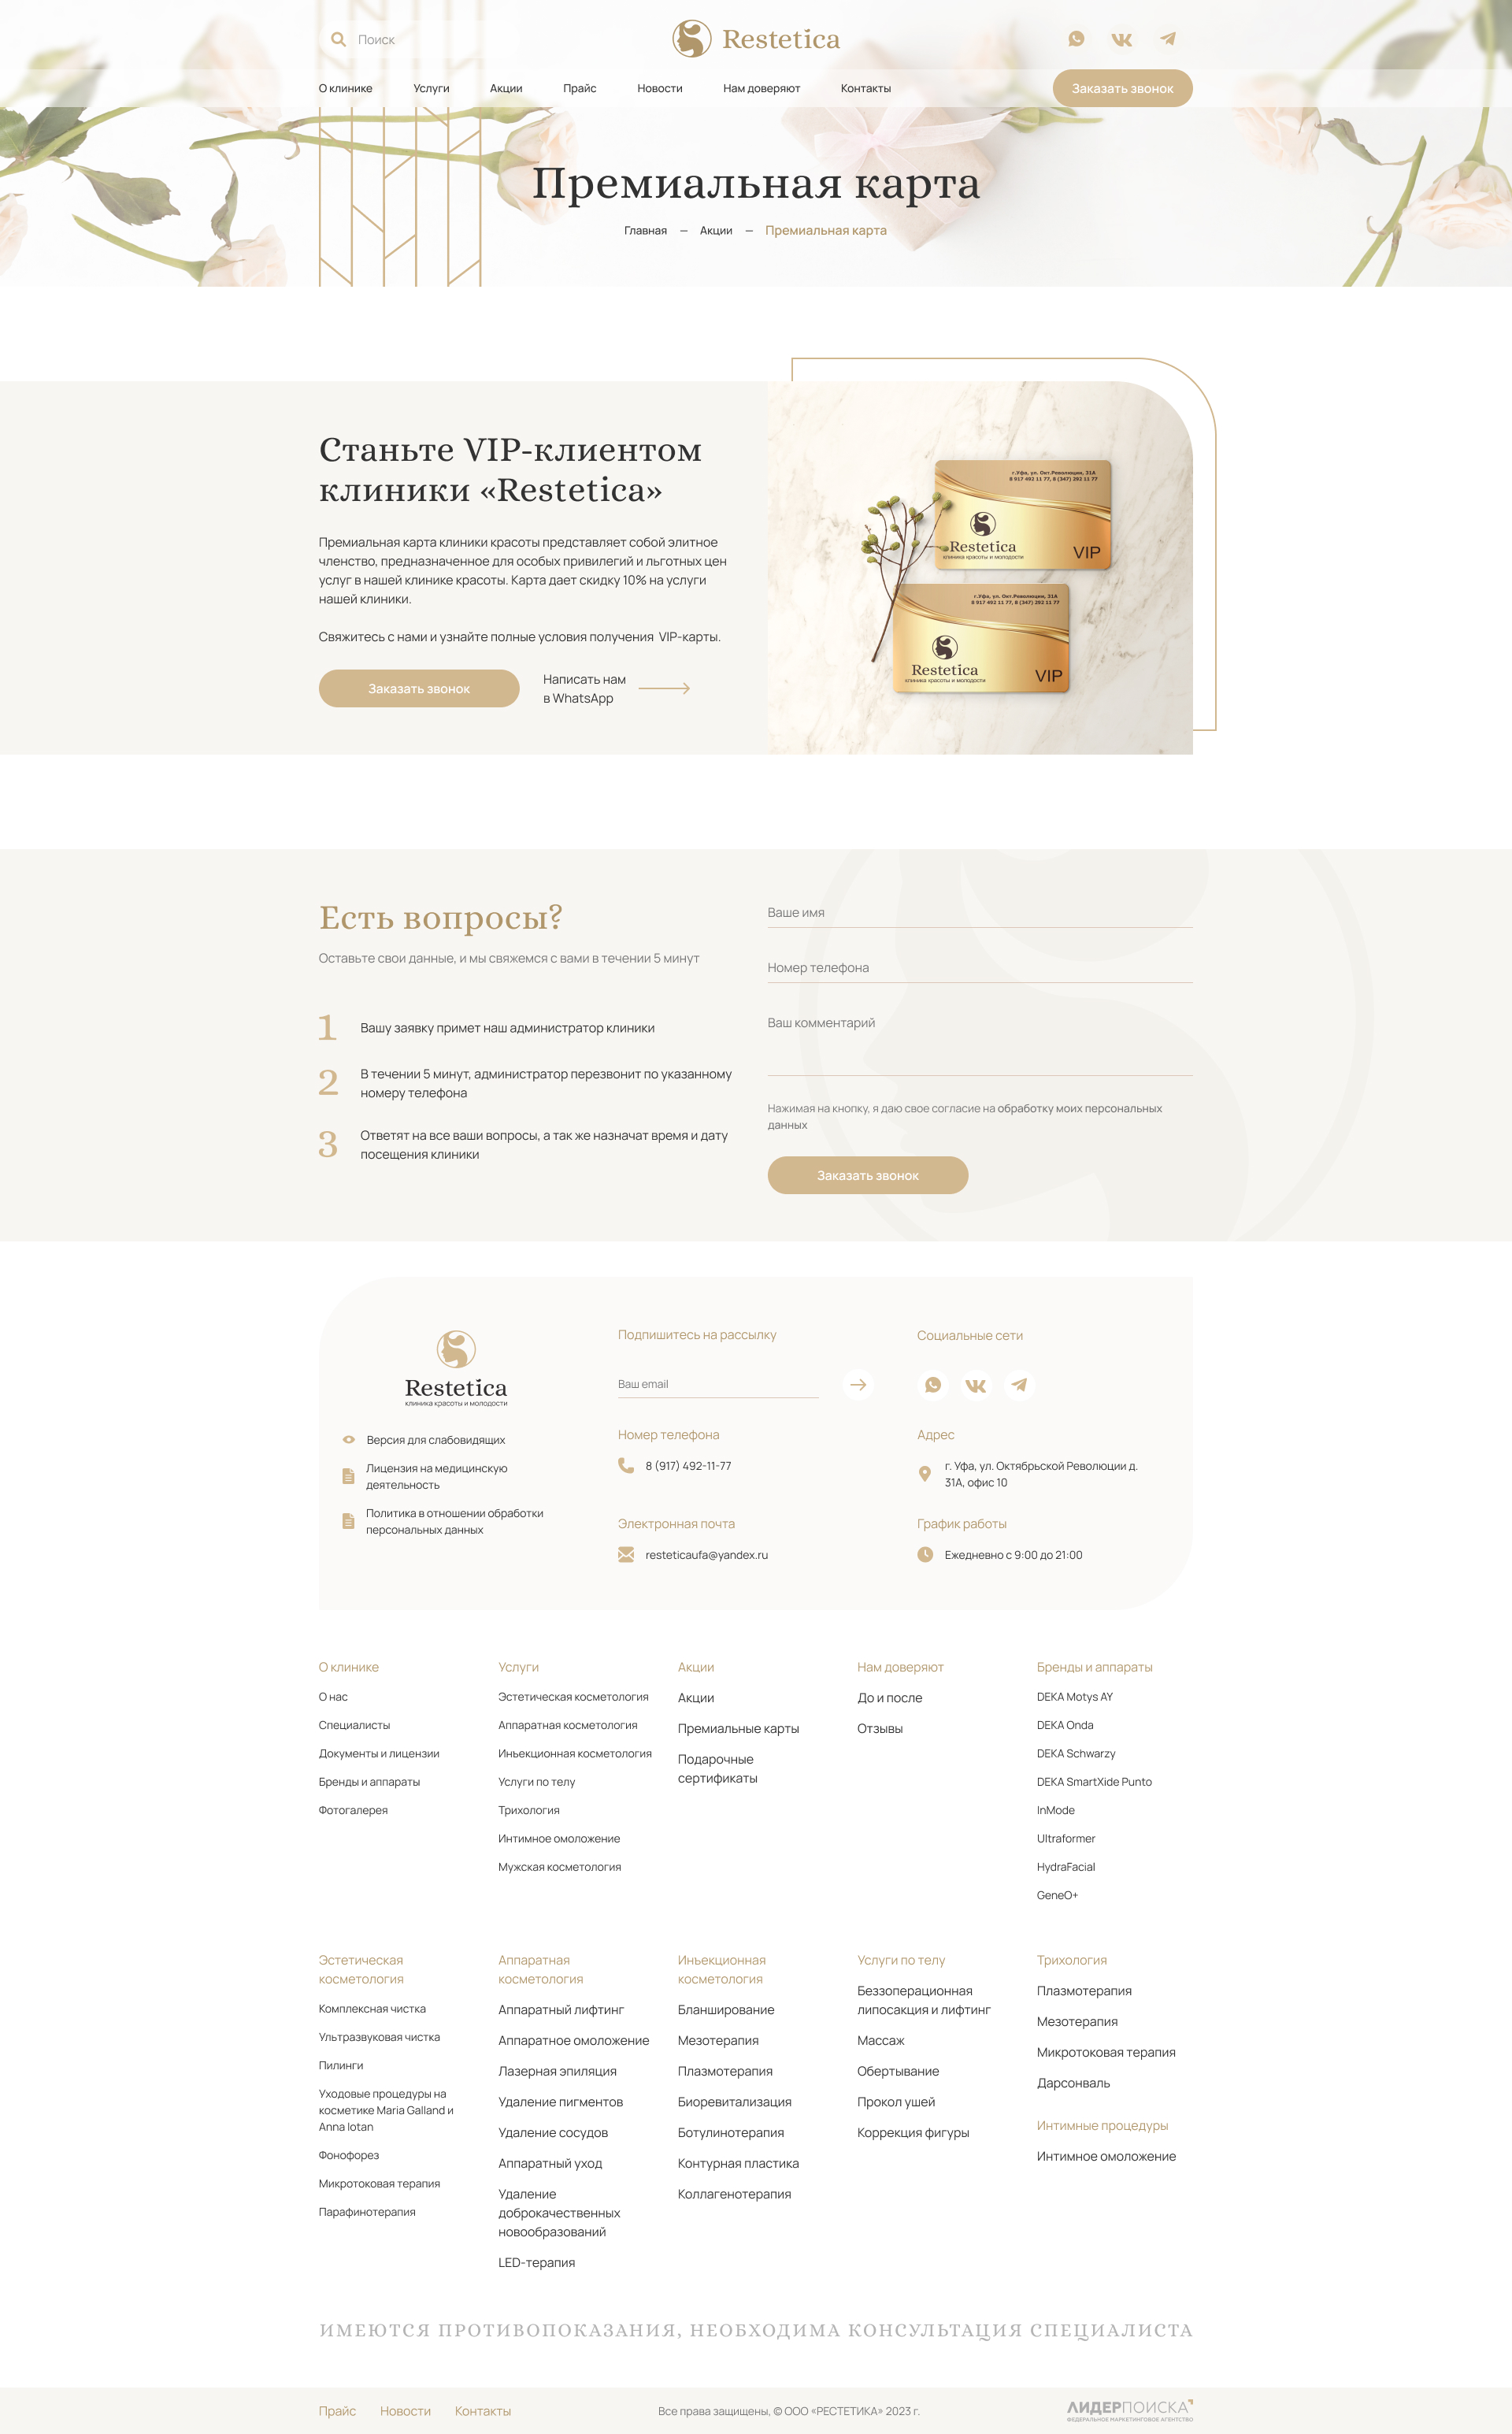 Поиск
Restetica
О клинике Услуги Акции Прайс Новости Нам доверяют Контакты
Заказать звонок
Премиальная карта
Главная — Акции — Премиальная карта
Станьте VIP-клиентом
клиники «Restetica»
Премиальная карта клиники красоты представляет собой элитное
членство, предназначенное для особых привилегий и льготных цен
услуг в нашей клинике красоты. Карта дает скидку 10% на услуги
нашей клиники.
Свяжитесь с нами и узнайте полные условия получения VIP-карты.
Заказать звонок
Написать нам
в WhatsApp
г.Уфа, ул. Окт.Революции, 31А
8 917 492 11 77, 8 (347) 292 11 77
Restetica
клиника красоты и молодости
VIP
г.Уфа, ул. Окт.Революции, 31А
8 917 492 11 77, 8 (347) 292 11 77
Restetica
клиника красоты и молодости
VIP
Есть вопросы?
Оставьте свои данные, и мы свяжемся с вами в течении 5 минут
1 Вашу заявку примет наш администратор клиники
2 В течении 5 минут, администратор перезвонит по указанному
номеру телефона
3 Ответят на все ваши вопросы, а так же назначат время и дату
посещения клиники
Ваше имя
Номер телефона
Ваш комментарий
Нажимая на кнопку, я даю свое согласие на обработку моих персональных
данных
Заказать звонок
Restetica
клиника красоты и молодости
Версия для слабовидящих
Лицензия на медицинскую
деятельность
Политика в отношении обработки
персональных данных
Подпишитесь на рассылку
Ваш email
Номер телефона
8 (917) 492-11-77
Электронная почта
resteticaufa@yandex.ru
Социальные сети
Адрес
г. Уфа, ул. Октябрьской Революции д.
31А, офис 10
График работы
Ежедневно с 9:00 до 21:00
О клинике
О нас
Специалисты
Документы и лицензии
Бренды и аппараты
Фотогалерея
Услуги
Эстетическая косметология
Аппаратная косметология
Инъекционная косметология
Услуги по телу
Трихология
Интимное омоложение
Мужская косметология
Акции
Акции
Премиальные карты
Подарочные
сертификаты
Нам доверяют
До и после
Отзывы
Бренды и аппараты
DEKA Motys AY
DEKA Onda
DEKA Schwarzy
DEKA SmartXide Punto
InMode
Ultraformer
HydraFacial
GeneO+
Эстетическая
косметология
Комплексная чистка
Ультразвуковая чистка
Пилинги
Уходовые процедуры на
косметике Maria Galland и
Anna lotan
Фонофорез
Микротоковая терапия
Парафинотерапия
Аппаратная
косметология
Аппаратный лифтинг
Аппаратное омоложение
Лазерная эпиляция
Удаление пигментов
Удаление сосудов
Аппаратный уход
Удаление
доброкачественных
новообразований
LED-терапия
Инъекционная
косметология
Бланширование
Мезотерапия
Плазмотерапия
Биоревитализация
Ботулинотерапия
Контурная пластика
Коллагенотерапия
Услуги по телу
Беззоперационная
липосакция и лифтинг
Массаж
Обертывание
Прокол ушей
Коррекция фигуры
Трихология
Плазмотерапия
Мезотерапия
Микротоковая терапия
Дарсонваль
Интимные процедуры
Интимное омоложение
ИМЕЮТСЯ ПРОТИВОПОКАЗАНИЯ, НЕОБХОДИМА КОНСУЛЬТАЦИЯ СПЕЦИАЛИСТА
Прайс Новости Контакты
Все права защищены, © ООО «РЕСТЕТИКА» 2023 г.
ЛИДЕРПОИСКА
ФЕДЕРАЛЬНОЕ МАРКЕТИНГОВОЕ АГЕНТСТВО